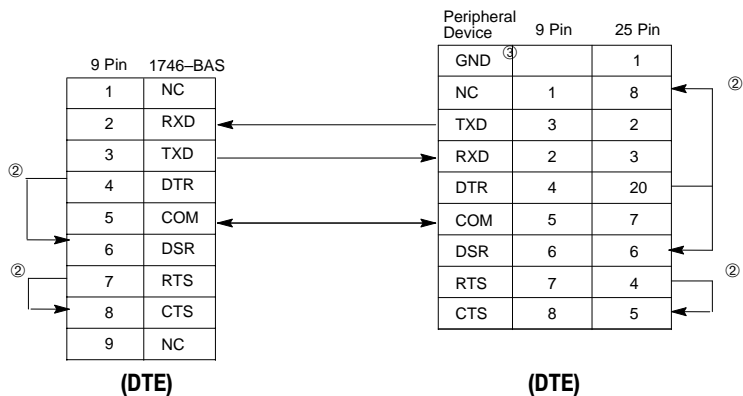 Peripheral
Device 9 Pin 25 Pin
GND ③ 1
NC 1 8
TXD 3 2
RXD 2 3
DTR 4 20
COM 5 7
DSR 6 6
RTS 7 4
CTS 8 5
②
②
(DTE)
9 Pin 1746–BAS
1 NC
2 RXD
3 TXD
4 DTR
5 COM
6 DSR
7 RTS
8 CTS
9 NC
②
②
(DTE)